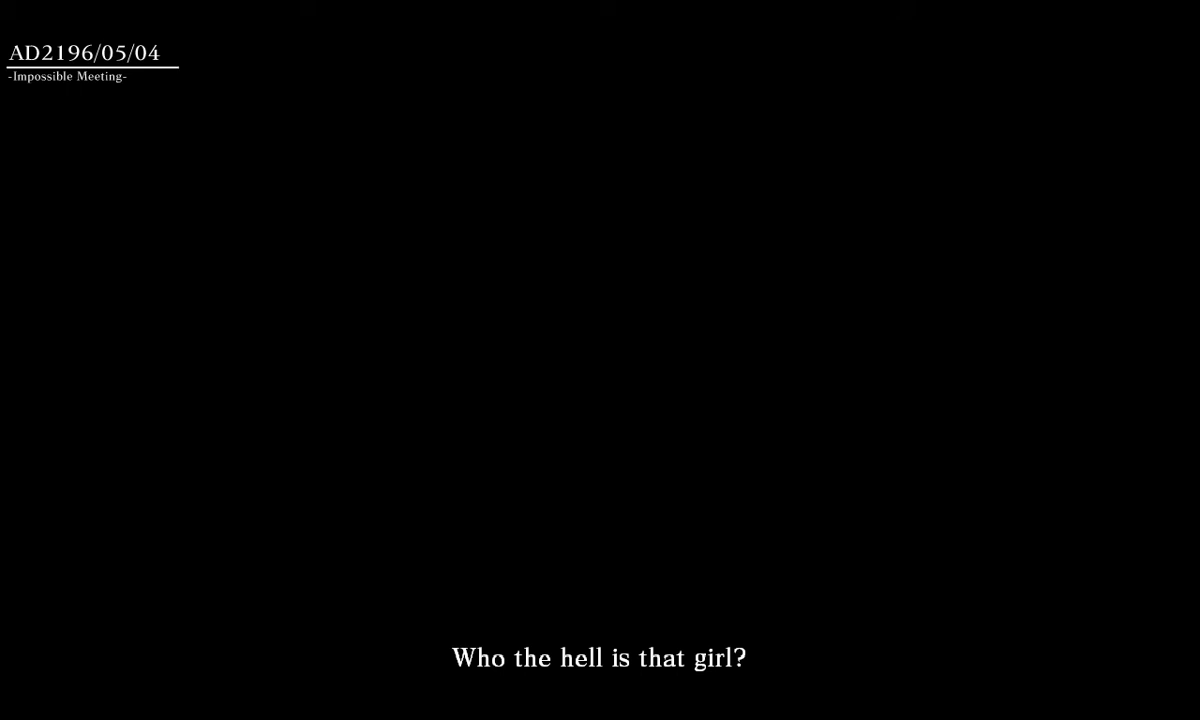 AD2196/05/04
-Impossible Meeting-
Who the hell is that girl?